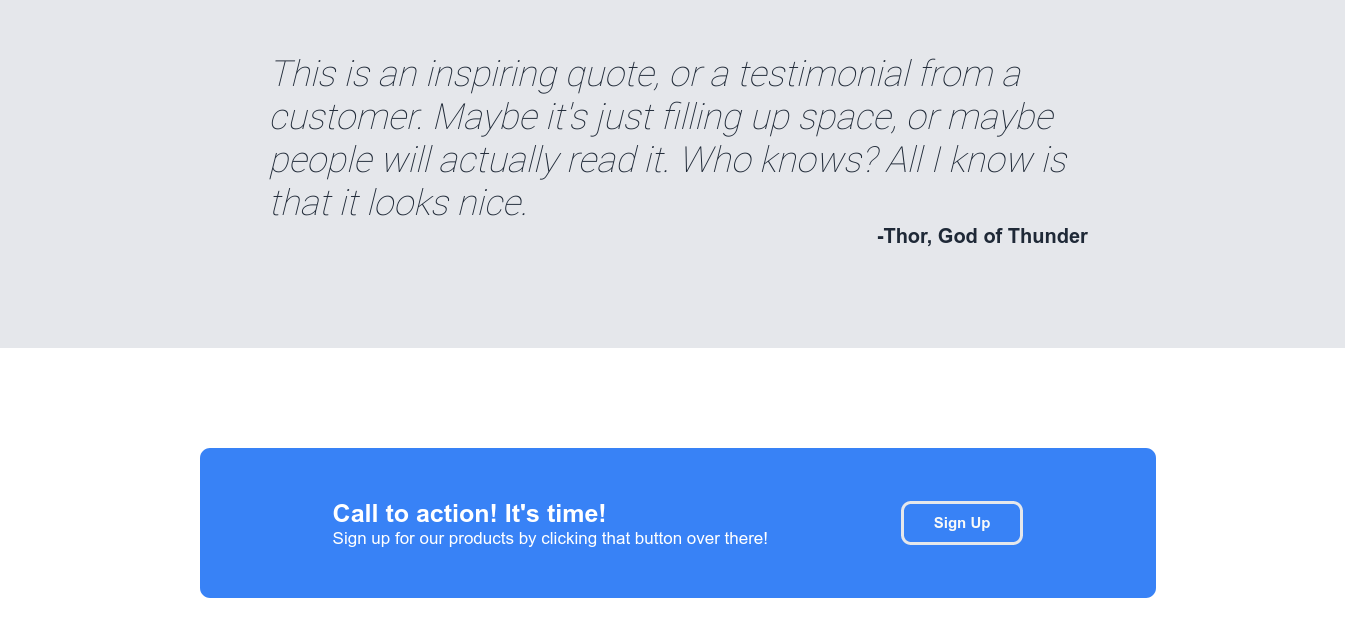 This is an inspiring quote, or a testimonial from a
customer. Maybe it's just filling up space, or maybe
people will actually read it. Who knows? All I know is
that it looks nice.
-Thor, God of Thunder
Call to action! It's time!
Sign up for our products by clicking that button over there!
Sign Up